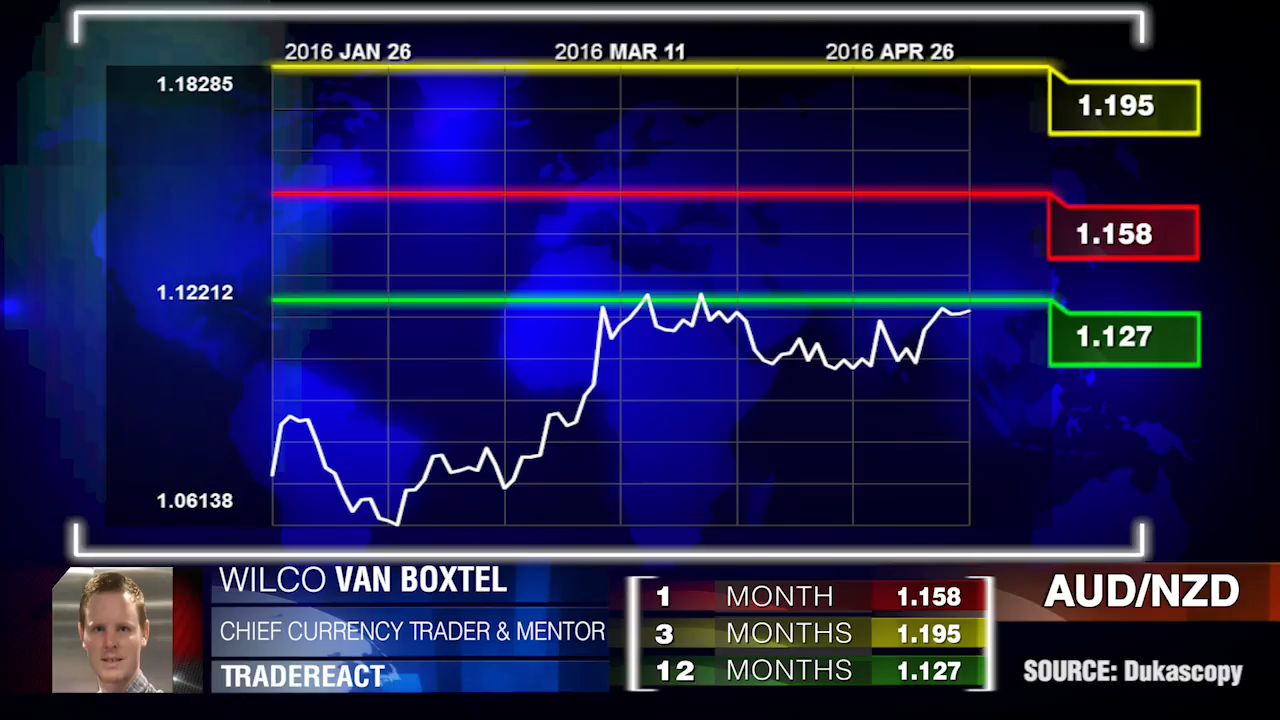 2016 JAN 26
2016 MAR 11
2016 APR 26
1.18285
1.195
1.158
1.12212
1.127
1.06138
WILCO VAN BOXTEL
CHIEF CURRENCY TRADER & MENTOR
TRADEREACT
1 MONTH 1.158
3 MONTHS 1.195
12 MONTHS 1.127
AUD/NZD
SOURCE: Dukascopy